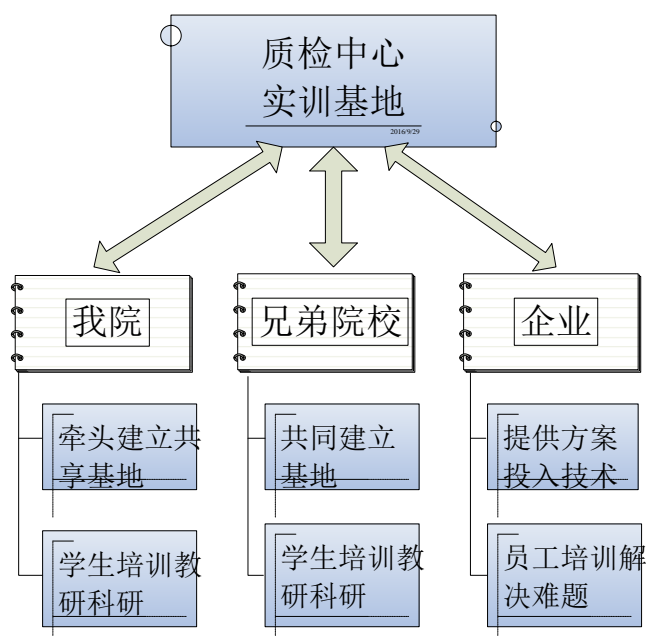 质检中心
实训基地
2016/9/29
我院
兄弟院校
企业
牵头建立共
享基地
共同建立
基地
提供方案
投入技术
学生培训教
研科研
学生培训教
研科研
员工培训解
决难题